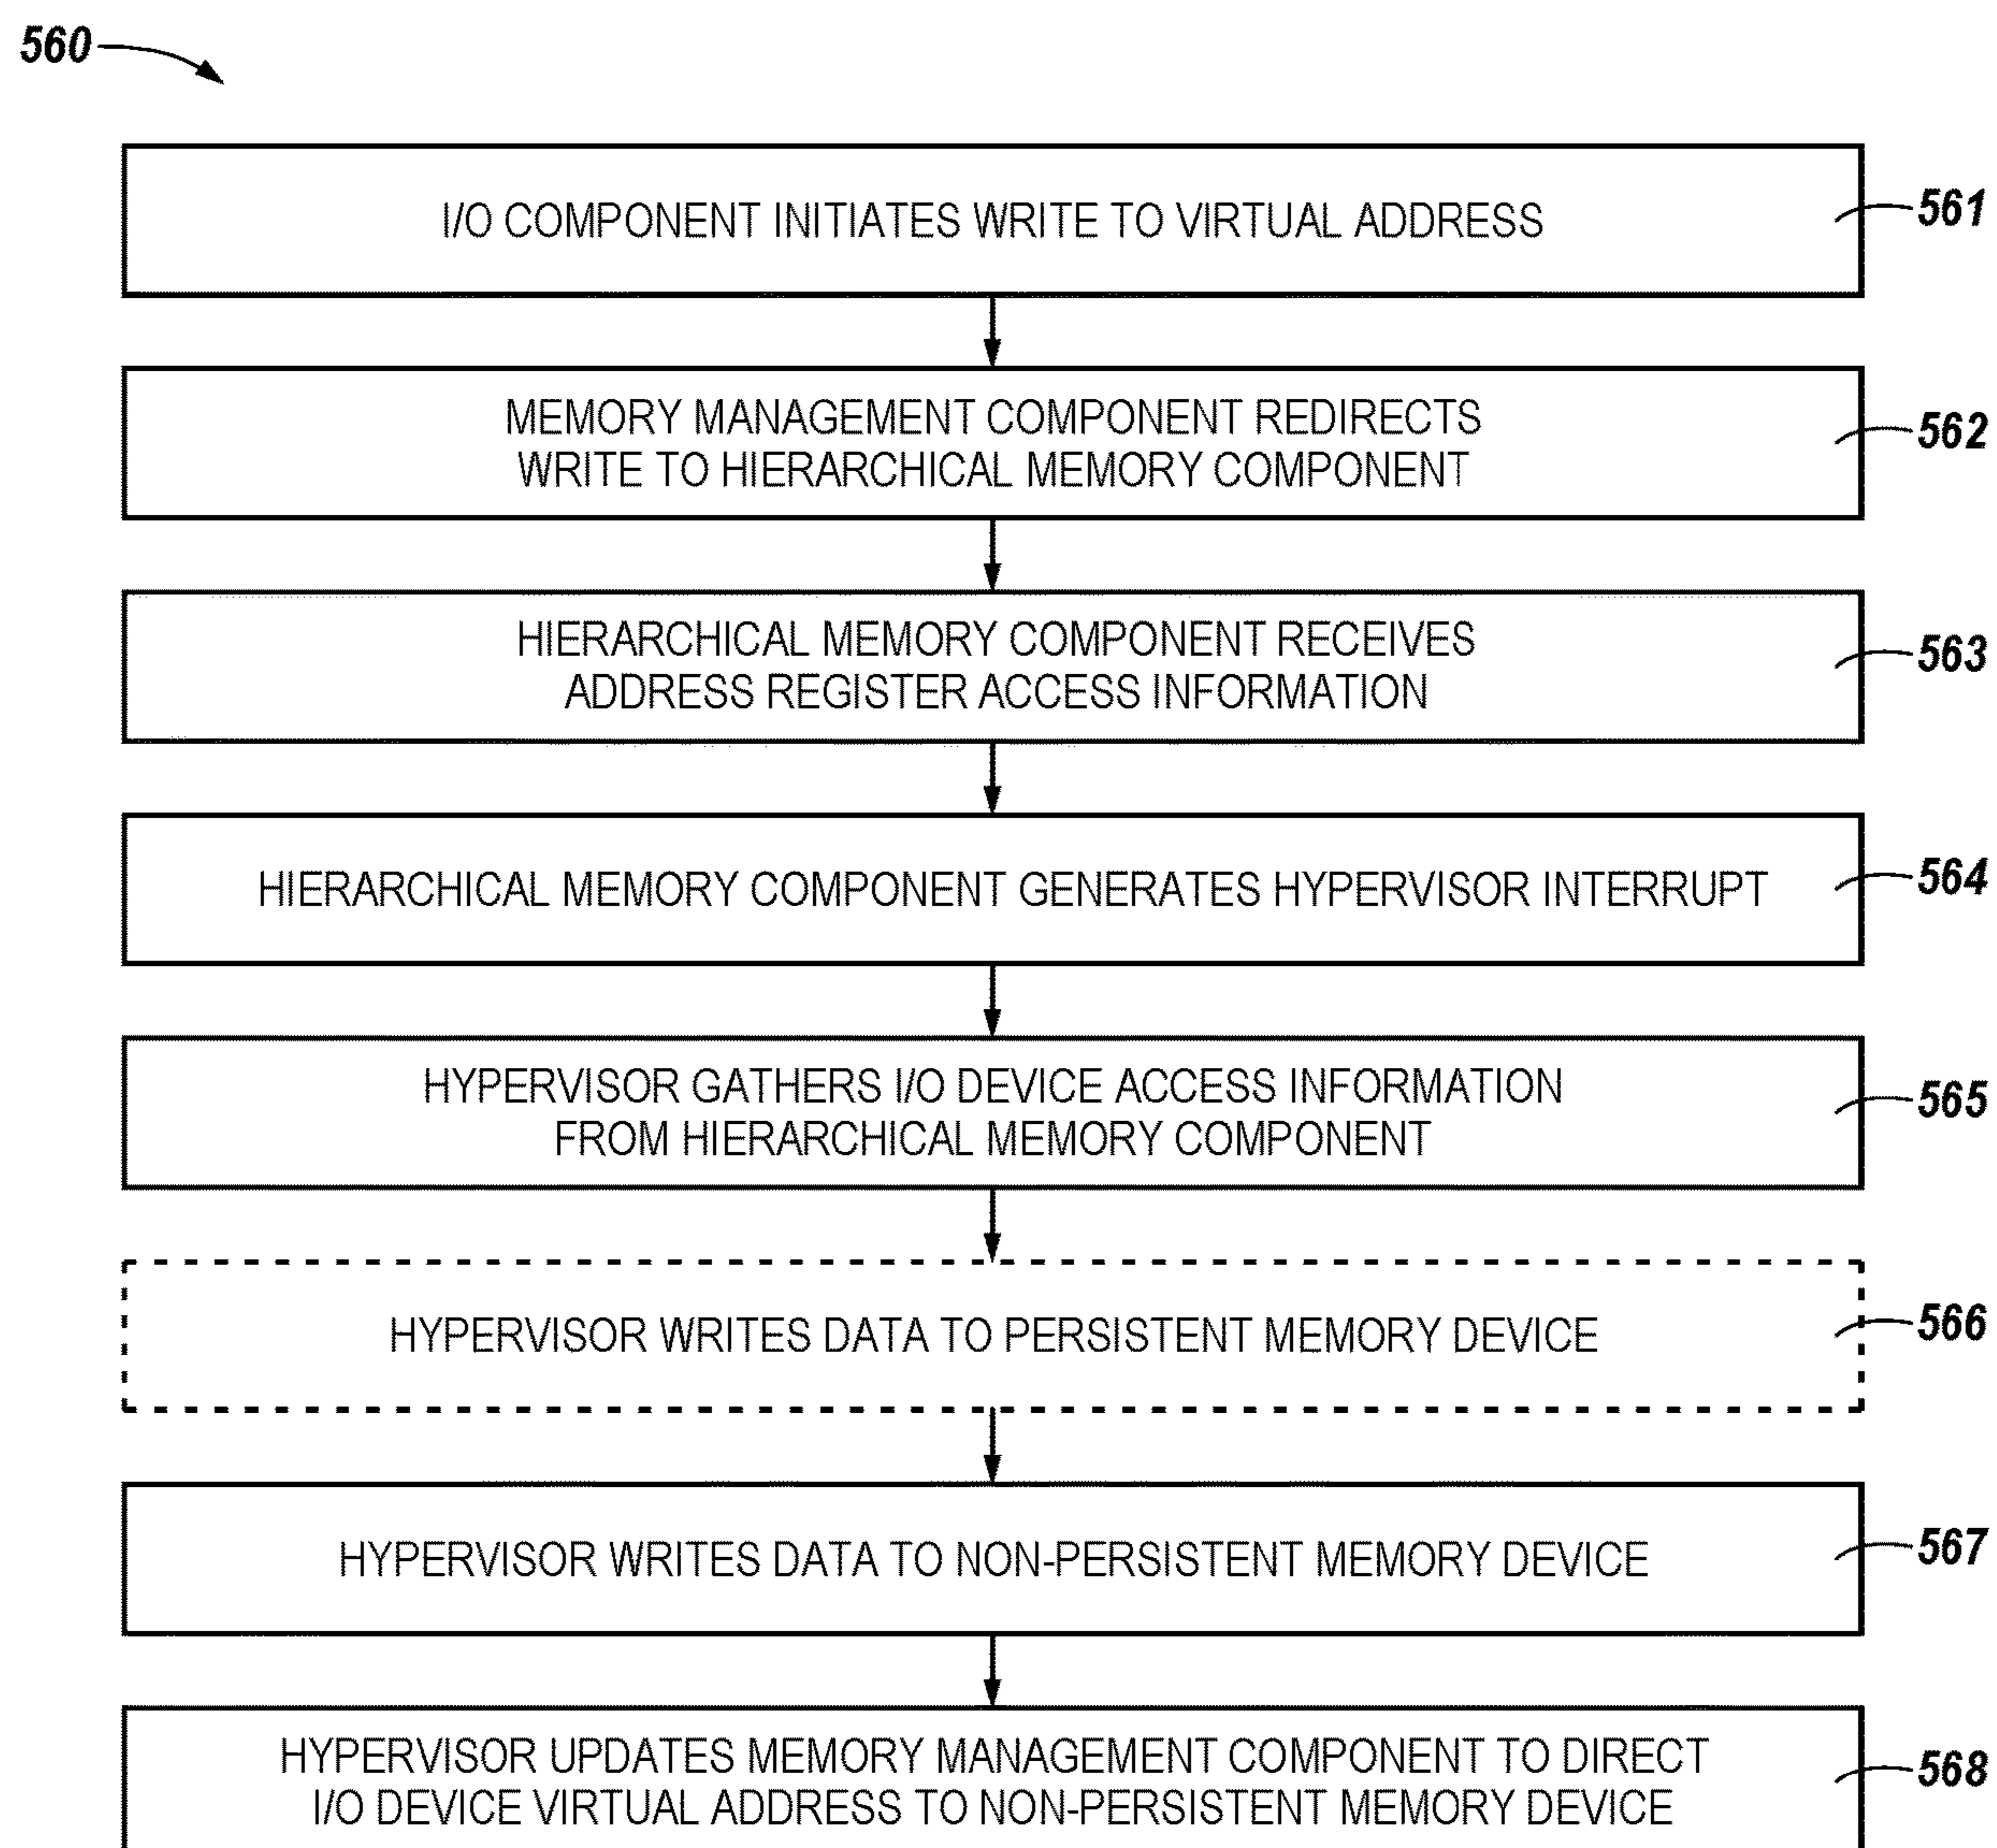 560
I/O COMPONENT INITIATES WRITE TO VIRTUAL ADDRESS
561
MEMORY MANAGEMENT COMPONENT REDIRECTS
WRITE TO HIERARCHICAL MEMORY COMPONENT
562
HIERARCHICAL MEMORY COMPONENT RECEIVES
ADDRESS REGISTER ACCESS INFORMATION
563
HIERARCHICAL MEMORY COMPONENT GENERATES HYPERVISOR INTERRUPT
564
HYPERVISOR GATHERS I/O DEVICE ACCESS INFORMATION
FROM HIERARCHICAL MEMORY COMPONENT
565
HYPERVISOR WRITES DATA TO PERSISTENT MEMORY DEVICE
566
HYPERVISOR WRITES DATA TO NON-PERSISTENT MEMORY DEVICE
567
HYPERVISOR UPDATES MEMORY MANAGEMENT COMPONENT TO DIRECT
I/O DEVICE VIRTUAL ADDRESS TO NON-PERSISTENT MEMORY DEVICE
568